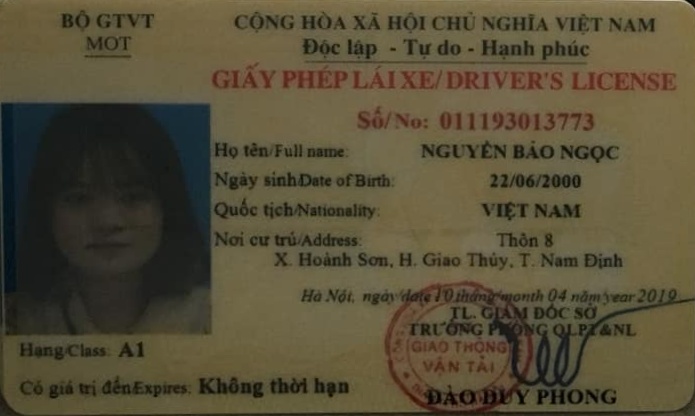 BỘ GTVT
MOT
CỘNG HÒA XÃ HỘI CHỦ NGHĨA VIỆT NAM
Độc lập - Tự do - Hạnh phúc
GIẤY PHÉP LÁI XE/DRIVER'S LICENSE
Số/No: 011193013773
Họ tên/Full name: NGUYỄN BẢO NGỌC
Ngày sinh/Date of Birth: 22/06/2000
Quốc tịch/Nationality: VIỆT NAM
Nơi cư trú/Address: Thôn 8
X. Hoành Sơn, H. Giao Thủy, T. Nam Định
Hà Nội, ngày/date 10 tháng/month 04 năm/year 2019
TL. GIÁM ĐỐC SỞ
TRƯỞNG PHÒNG QLPT&NL
GIAO THÔNG
VẬN TẢI
Hạng/Class: A1
Có giá trị đến/Expires: Không thời hạn
ĐÀO DUY PHONG